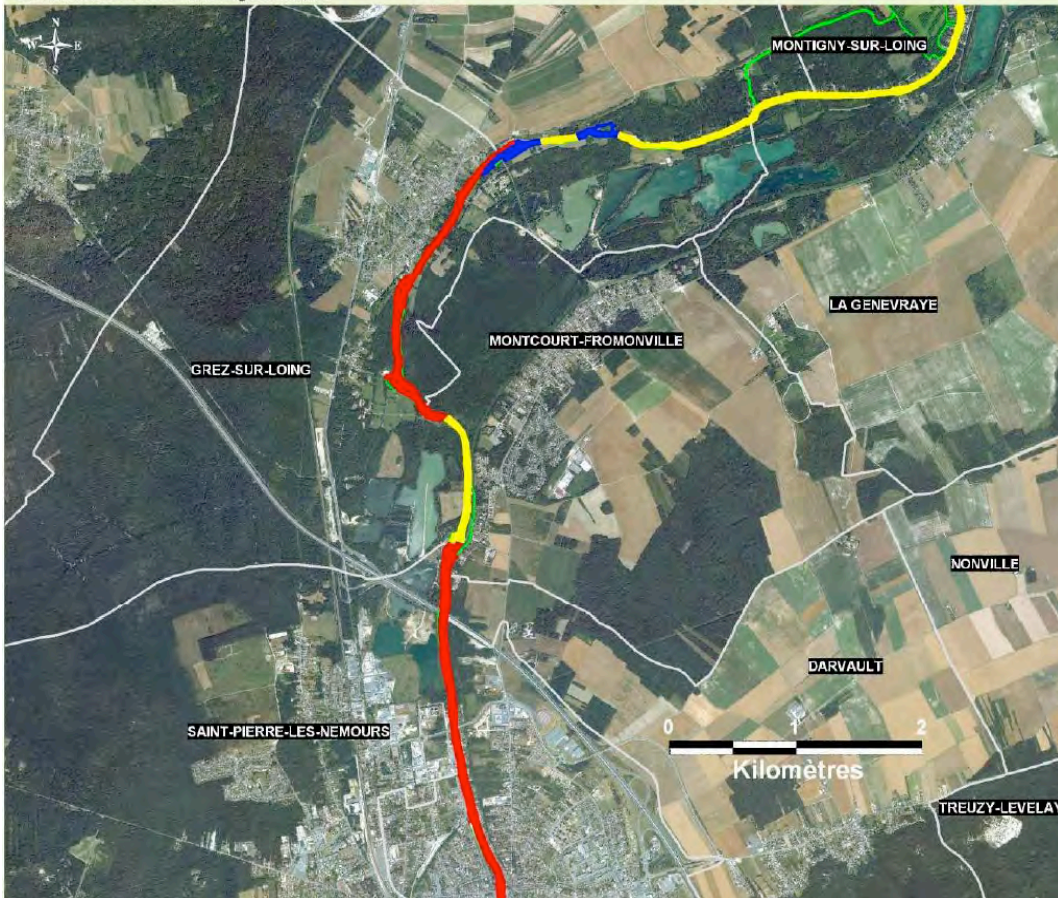 N
W E
S
MONTIGNY-SUR-LOING
LA GENEVRAYE
MONTCOURT-FROMONVILLE
GREZ-SUR-LOING
NONVILLE
DARVAULT
SAINT-PIERRE-LES-NEMOURS
0 1 2
Kilomètres
TREUZY-LEVELAY